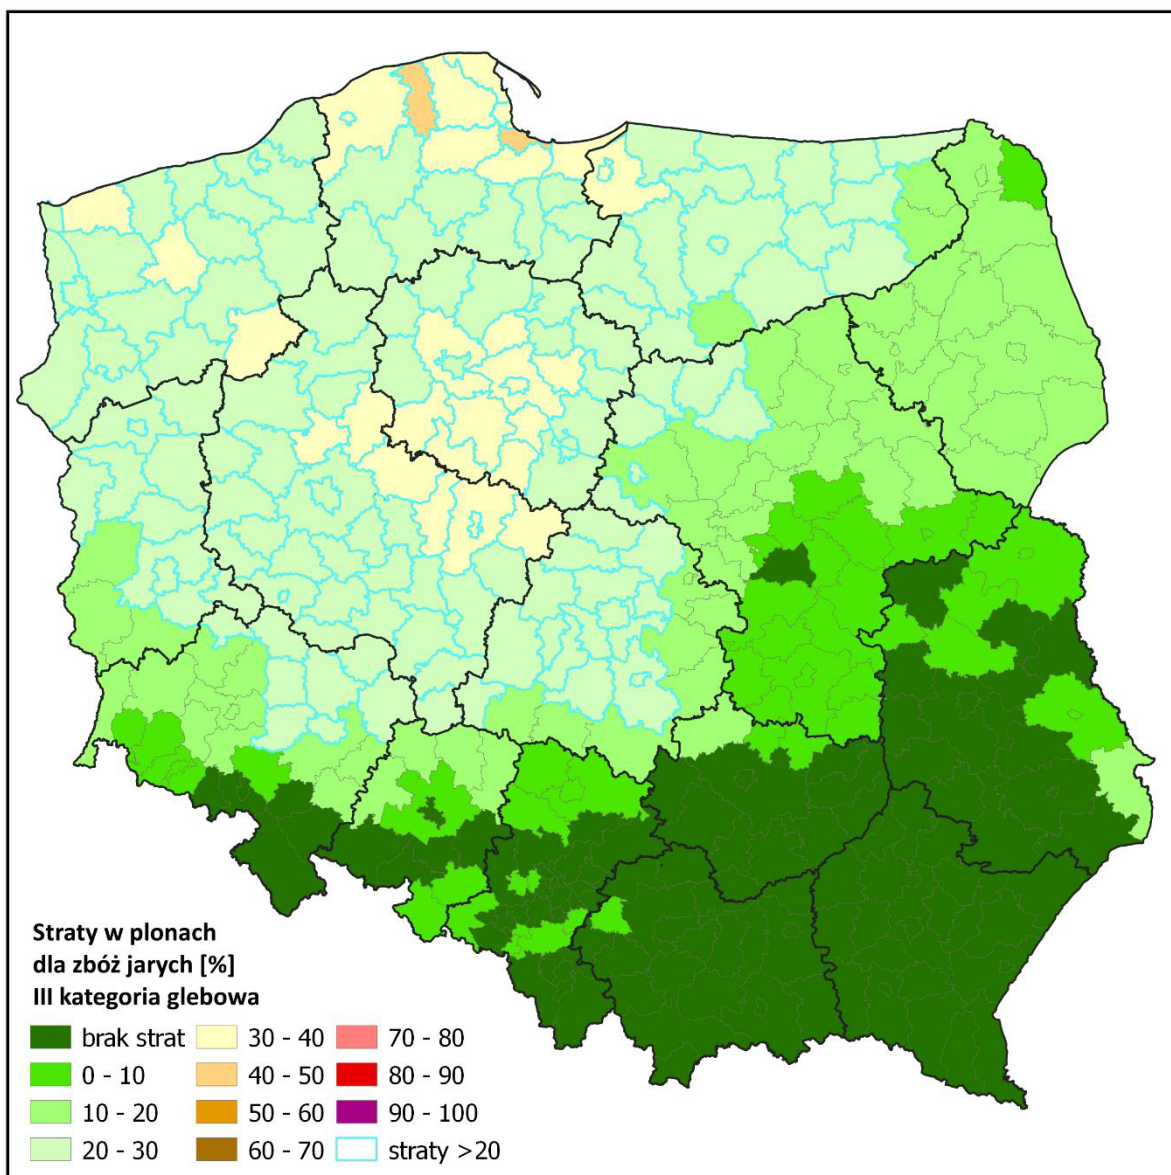 Straty w plonach
dla zbóż jarych [%]
III kategoria glebowa
brak strat
0 - 10
10 - 20
20 - 30
30 - 40
40 - 50
50 - 60
60 - 70
70 - 80
80 - 90
90 - 100
straty >20